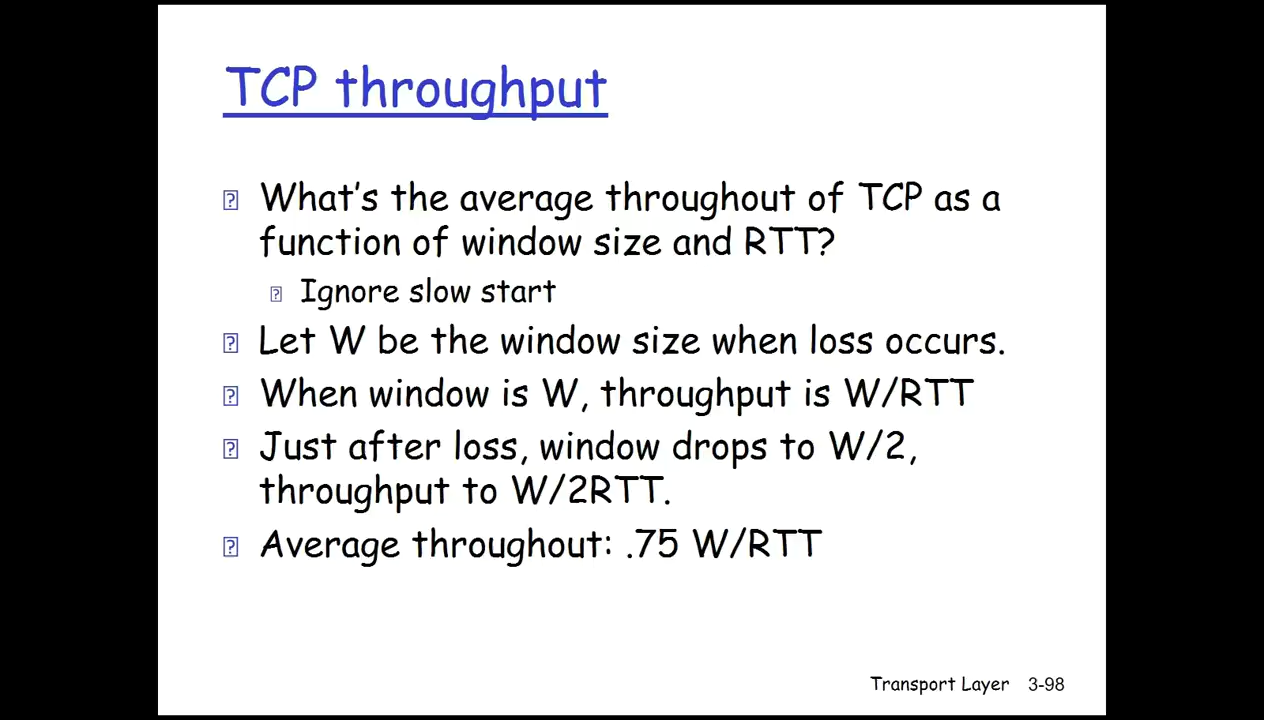 TCP throughput
What's the average throughout of TCP as a
function of window size and RTT?
Ignore slow start
Let W be the window size when loss occurs.
When window is W, throughput is W/RTT
Just after loss, window drops to W/2,
throughput to W/2RTT.
Average throughout: .75 W/RTT
Transport Layer 3-98